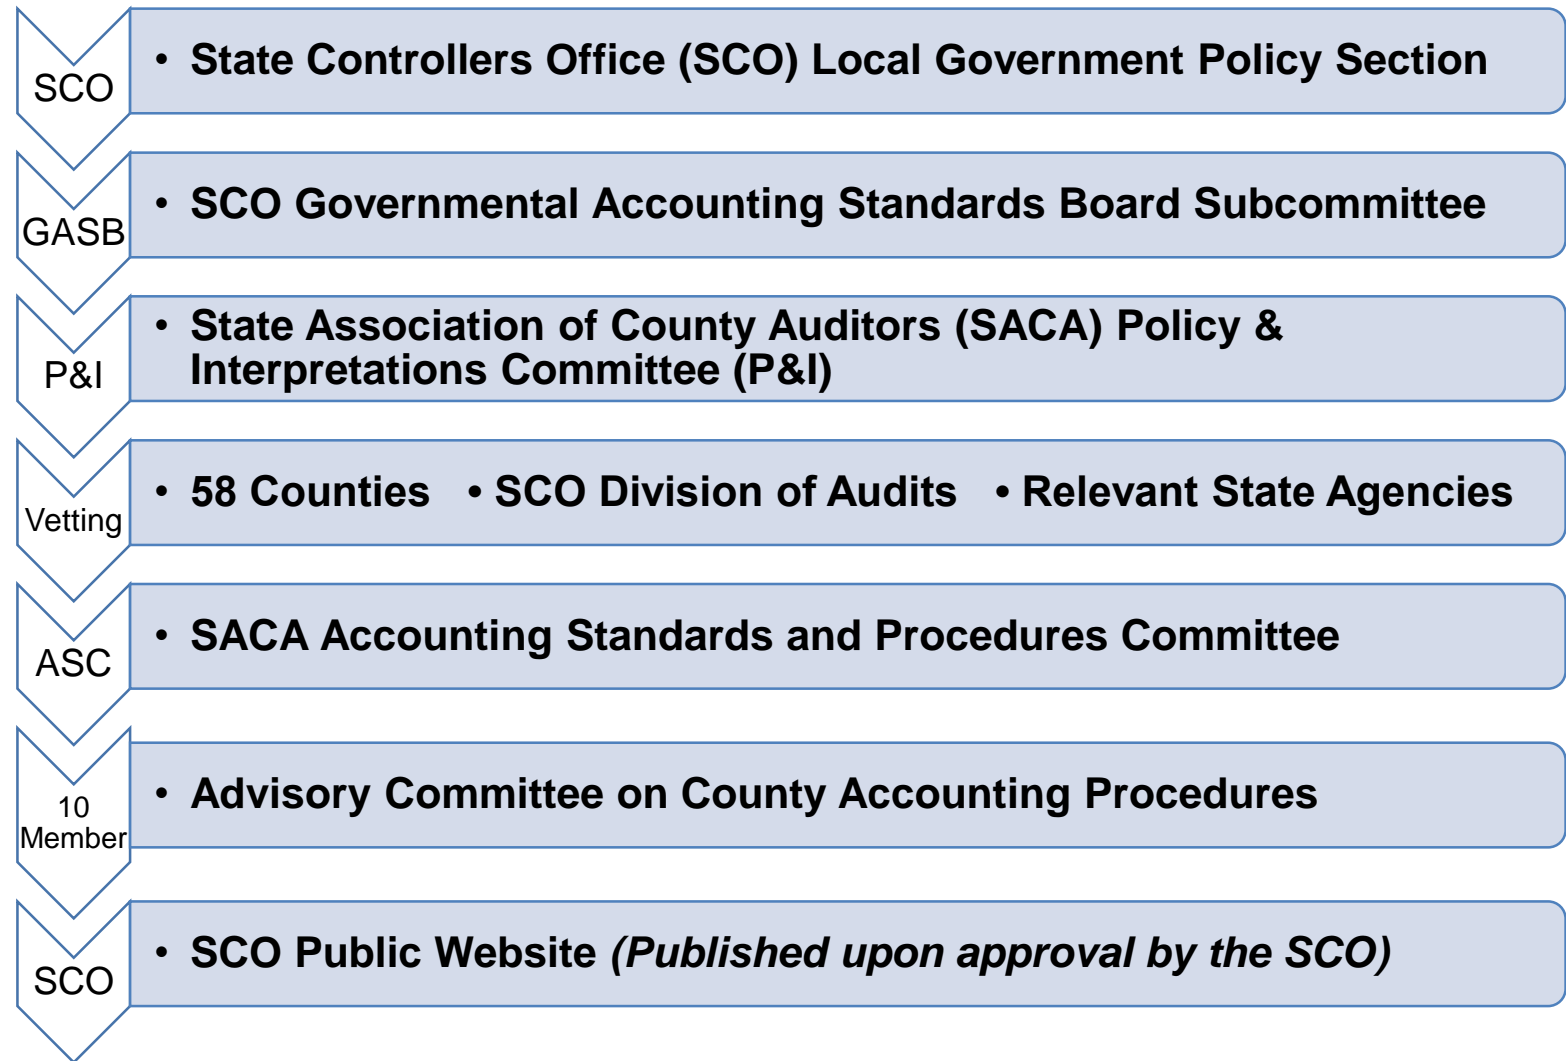 SCO
• State Controllers Office (SCO) Local Government Policy Section
GASB
• SCO Governmental Accounting Standards Board Subcommittee
P&I
• State Association of County Auditors (SACA) Policy &
Interpretations Committee (P&I)
Vetting
• 58 Counties • SCO Division of Audits • Relevant State Agencies
ASC
• SACA Accounting Standards and Procedures Committee
10
Member
• Advisory Committee on County Accounting Procedures
SCO
• SCO Public Website (Published upon approval by the SCO)